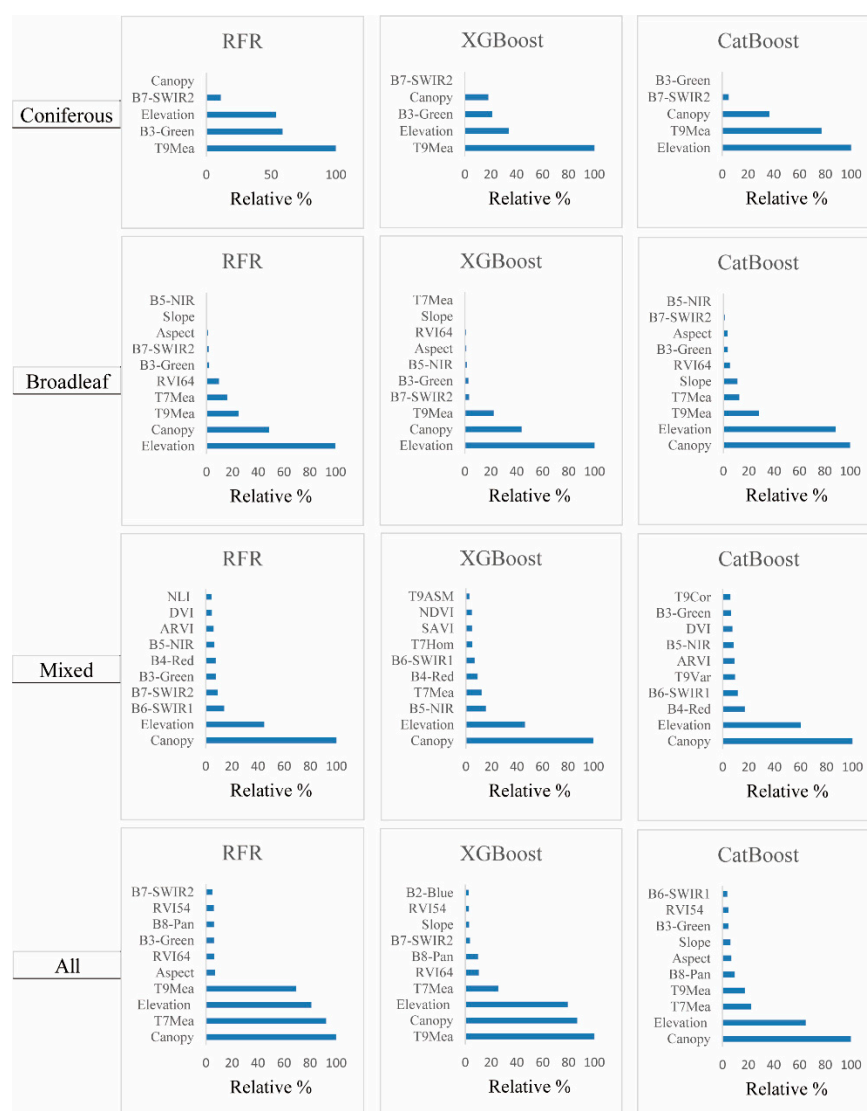 RFR
XGBoost
CatBoost
Coniferous
Canopy
B7-SWIR2
Elevation
B3-Green
T9Mea
0 50 100
Relative %
B7-SWIR2
Canopy
B3-Green
Elevation
T9Mea
0 20 40 60 80 100
Relative %
B3-Green
B7-SWIR2
Canopy
T9Mea
Elevation
0 20 40 60 80 100
Relative %
RFR
XGBoost
CatBoost
Broadleaf
B5-NIR
Slope
Aspect
B7-SWIR2
B3-Green
RVI64
T7Mea
T9Mea
Canopy
Elevation
0 20 40 60 80 100
Relative %
T7Mea
Slope
RVI64
Aspect
B5-NIR
B3-Green
B7-SWIR2
T9Mea
Canopy
Elevation
0 20 40 60 80 100
Relative %
B5-NIR
B7-SWIR2
Aspect
B3-Green
RVI64
Slope
T7Mea
T9Mea
Elevation
Canopy
0 20 40 60 80 100
Relative %
RFR
XGBoost
CatBoost
Mixed
NLI
DVI
ARVI
B5-NIR
B4-Red
B3-Green
B7-SWIR2
B6-SWIR1
Elevation
Canopy
0 20 40 60 80 100
Relative %
T9ASM
NDVI
SAVI
T7Hom
B6-SWIR1
B4-Red
T7Mea
B5-NIR
Elevation
Canopy
0 20 40 60 80 100
Relative %
T9Cor
B3-Green
DVI
B5-NIR
ARVI
T9Var
B6-SWIR1
B4-Red
Elevation
Canopy
0 20 40 60 80 100
Relative %
RFR
XGBoost
CatBoost
All
B7-SWIR2
RVI54
B8-Pan
B3-Green
RVI64
Aspect
T9Mea
Elevation
T7Mea
Canopy
0 20 40 60 80 100
Relative %
B2-Blue
RVI54
Slope
B7-SWIR2
B8-Pan
RVI64
T7Mea
Elevation
Canopy
T9Mea
0 20 40 60 80 100
Relative %
B6-SWIR1
RVI54
B3-Green
Slope
Aspect
B8-Pan
T9Mea
T7Mea
Elevation
Canopy
0 20 40 60 80 100
Relative %